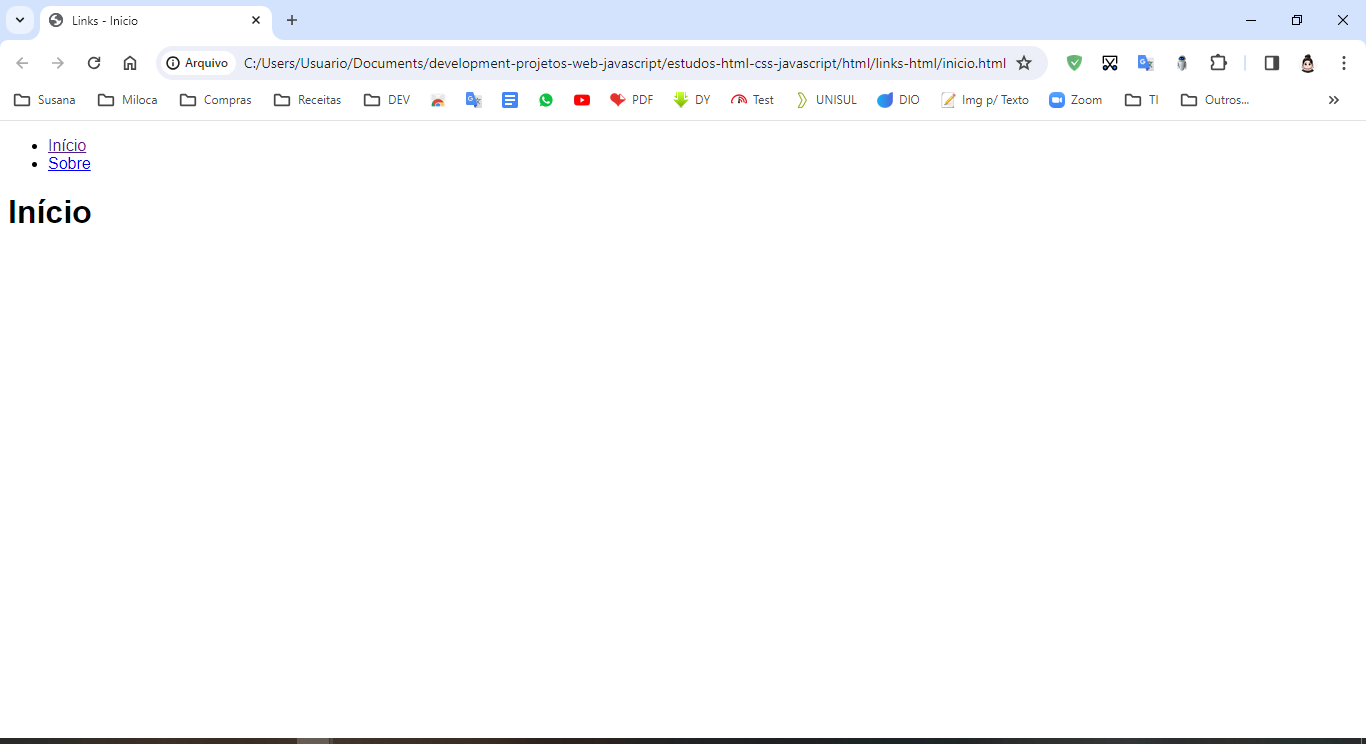 Links - Inicio
Arquivo C:/Users/Usuario/Documents/development-projetos-web-javascript/estudos-html-css-javascript/html/links-html/inicio.html
Susana Miloca Compras Receitas DEV PDF DY Test UNISUL DIO Img p/ Texto Zoom TI Outros...
Início
Sobre
Início